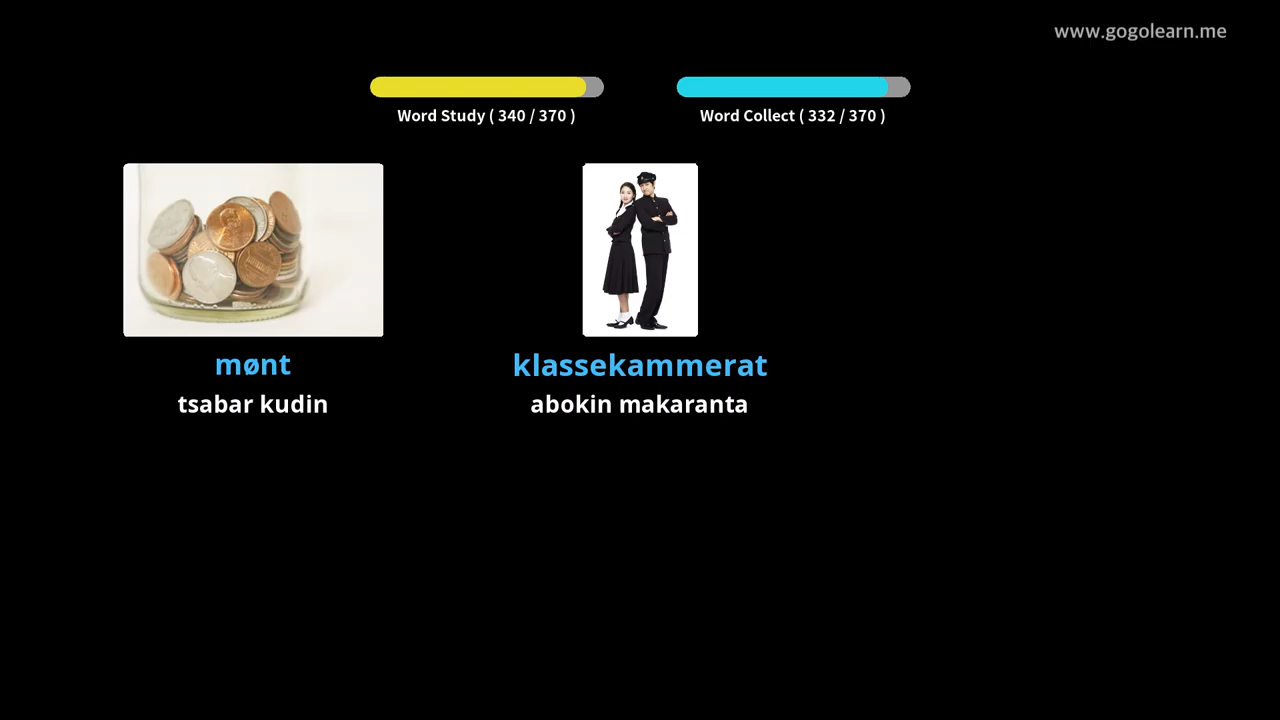 www.gogolearn.me
Word Study ( 340 / 370 )
Word Collect ( 332 / 370 )
mønt
klassekammerat
tsabar kudin
abokin makaranta